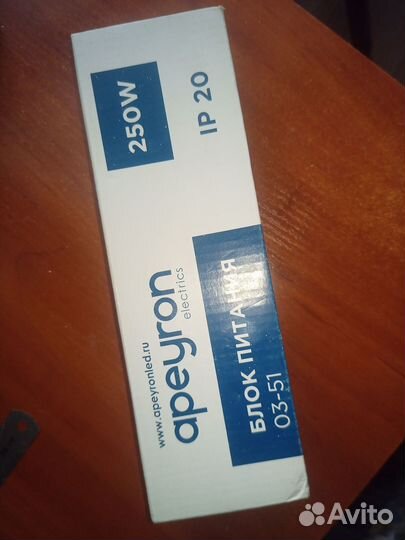 www.apeyronled.ru
apeyron
electrics
БЛОК ПИТАНИЯ
03-51
250W
IP 20
Avito